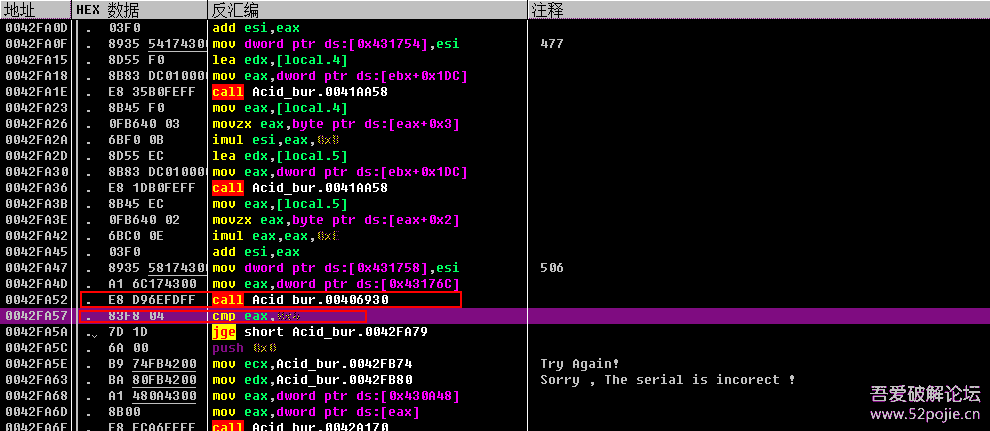 地址 HEX 数据 反汇编 注释
0042FA0D . 03F0 add esi,eax
0042FA0F . 8935 54174300 mov dword ptr ds:[0x431754],esi 477
0042FA15 . 8D55 F0 lea edx,[local.4]
0042FA18 . 8B83 DC010000 mov eax,dword ptr ds:[ebx+0x1DC]
0042FA1E . E8 35B0FEFF call Acid_bur.0041AA58
0042FA23 . 8B45 F0 mov eax,[local.4]
0042FA26 . 0FB640 03 movzx eax,byte ptr ds:[eax+0x3]
0042FA2A . 6BF0 0B imul esi,eax,
0042FA2D . 8D55 EC lea edx,[local.5]
0042FA30 . 8B83 DC010000 mov eax,dword ptr ds:[ebx+0x1DC]
0042FA36 . E8 1DB0FEFF call Acid_bur.0041AA58
0042FA3B . 8B45 EC mov eax,[local.5]
0042FA3E . 0FB640 02 movzx eax,byte ptr ds:[eax+0x2]
0042FA42 . 6BC0 0E imul eax,eax,
0042FA45 . 03F0 add esi,eax
0042FA47 . 8935 58174300 mov dword ptr ds:[0x431758],esi 506
0042FA4D . A1 6C174300 mov eax,dword ptr ds:[0x43176C]
0042FA52 . E8 D96EFDFF call Acid_bur.00406930
0042FA57 . 83F8 04 cmp eax,
0042FA5A . 7D 1D jge short Acid_bur.0042FA79
0042FA5C . 6A 00 push 0x0
0042FA5E . B9 74FB4200 mov ecx,Acid_bur.0042FB74 Try Again!
0042FA63 . BA 80FB4200 mov edx,Acid_bur.0042FB80 Sorry , The serial is incorect !
0042FA68 . A1 480A4300 mov eax,dword ptr ds:[0x430A48]
0042FA6D . 8B00 mov eax,dword ptr ds:[eax]
0042FA6F . E8 FCA6FFFF call Acid_bur.0042A170
吾爱破解论坛
www.52pojie.cn